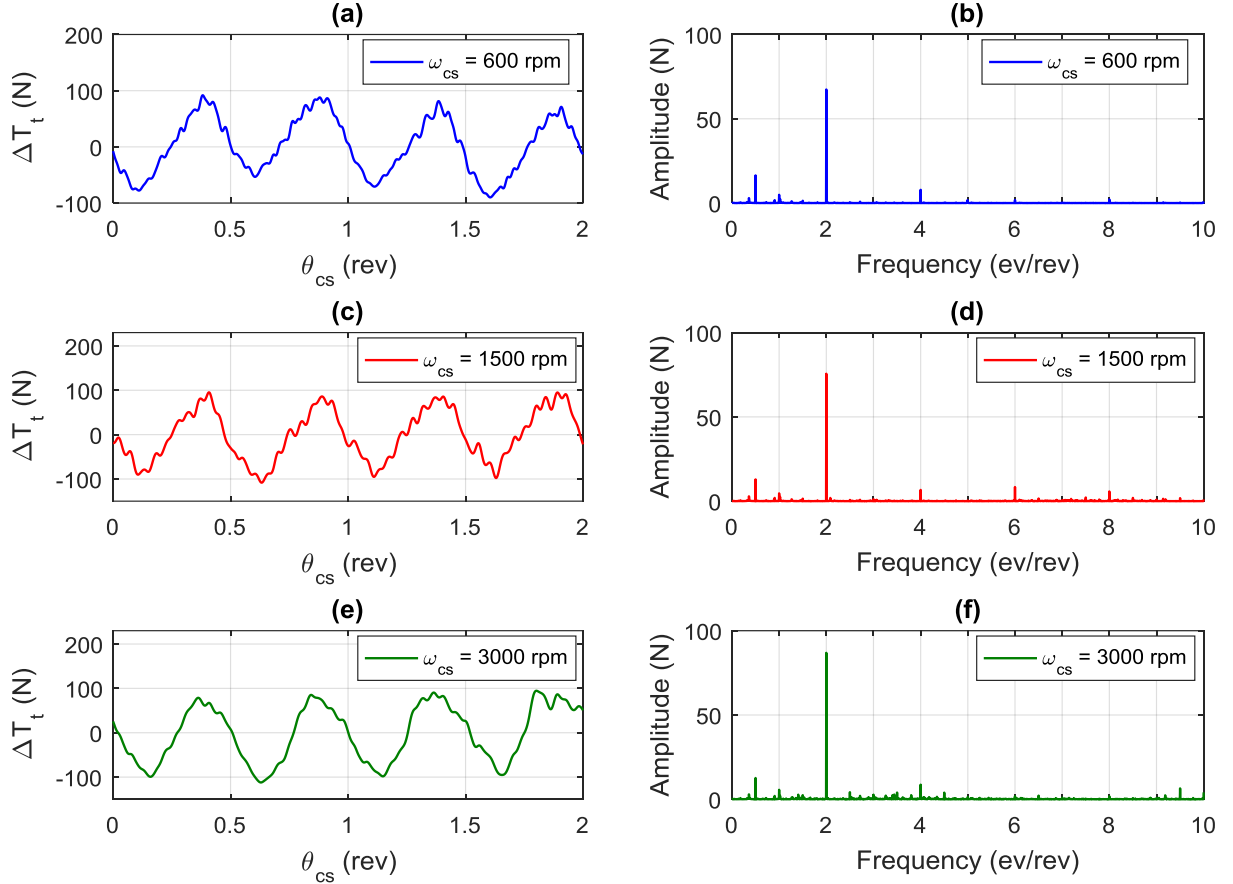 (a)
200
100
0
-100
ΔT_t (N)
ω_cs = 600 rpm
0 0.5 1 1.5 2
θ_cs (rev)
(b)
100
50
0
Amplitude (N)
ω_cs = 600 rpm
0 2 4 6 8 10
Frequency (ev/rev)
(c)
200
100
0
-100
ΔT_t (N)
ω_cs = 1500 rpm
0 0.5 1 1.5 2
θ_cs (rev)
(d)
100
50
0
Amplitude (N)
ω_cs = 1500 rpm
0 2 4 6 8 10
Frequency (ev/rev)
(e)
200
100
0
-100
ΔT_t (N)
ω_cs = 3000 rpm
0 0.5 1 1.5 2
θ_cs (rev)
(f)
100
50
0
Amplitude (N)
ω_cs = 3000 rpm
0 2 4 6 8 10
Frequency (ev/rev)